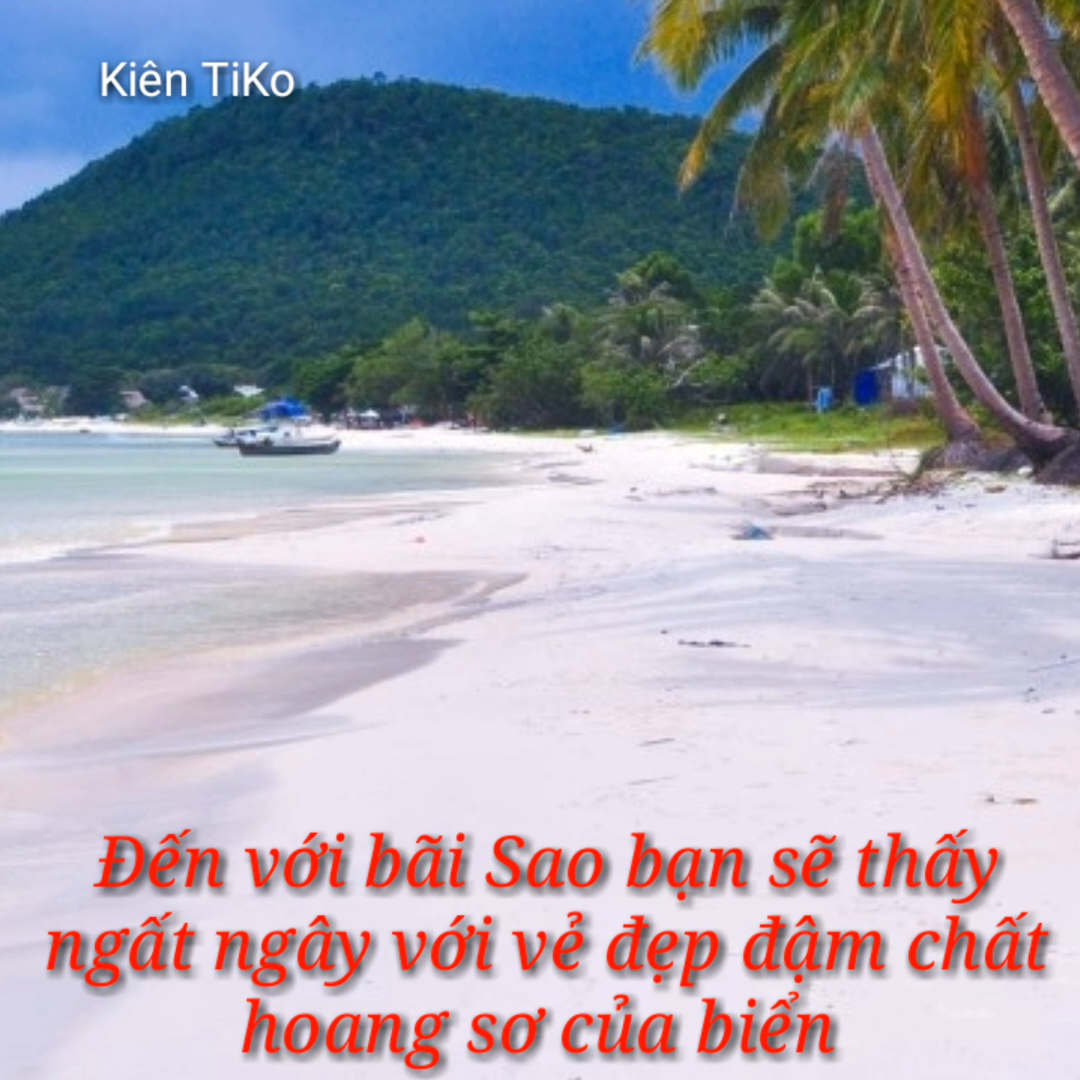 Kiên TiKo
Đến với bãi Sao bạn sẽ thấy
ngất ngây với vẻ đẹp đậm chất
hoang sơ của biển